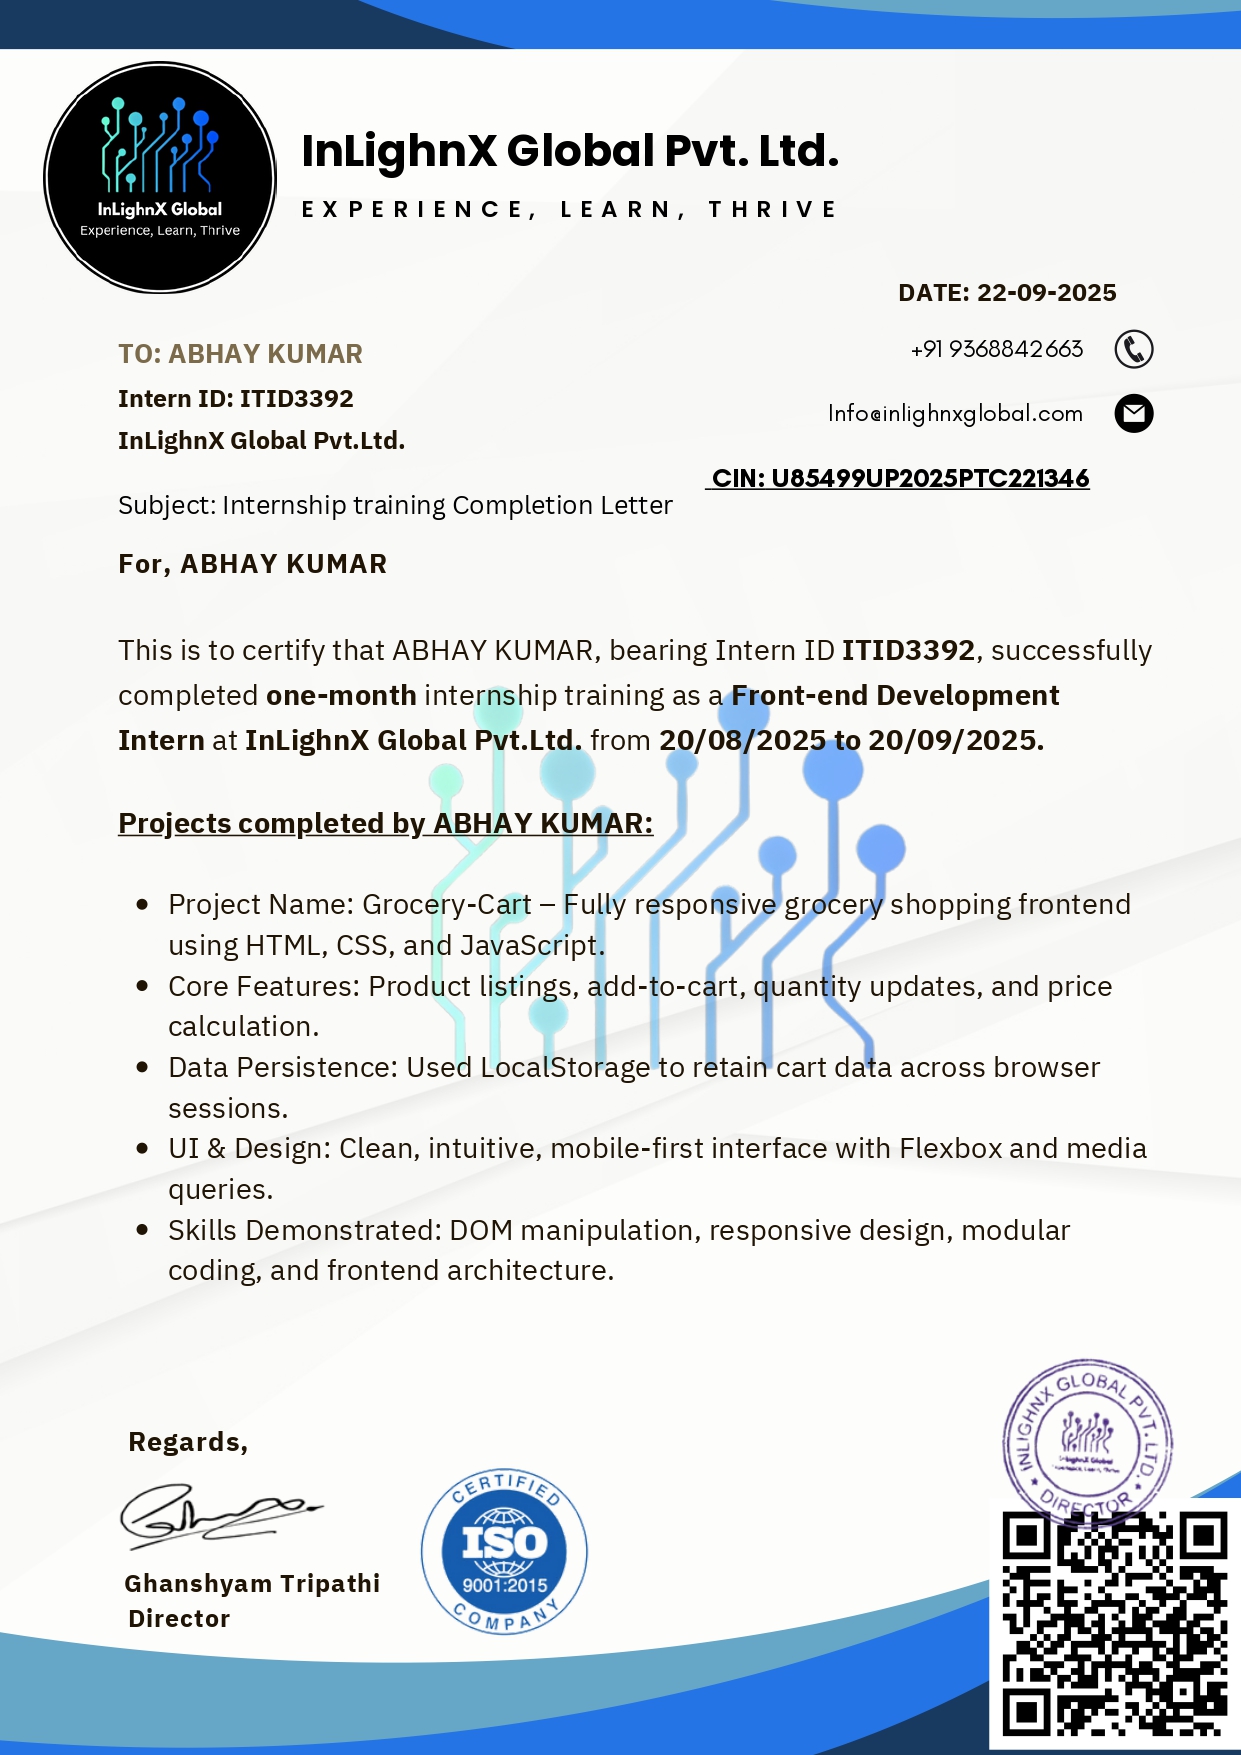 InLighnX Global
Experience, Learn, Thrive
InLighnX Global Pvt. Ltd.
EXPERIENCE, LEARN, THRIVE
DATE: 22-09-2025
+91 9368842663
Info@inlighnxglobal.com
CIN: U85499UP2025PTC221346
TO: ABHAY KUMAR
Intern ID: ITID3392
InLighnX Global Pvt.Ltd.
Subject: Internship training Completion Letter
For, ABHAY KUMAR
This is to certify that ABHAY KUMAR, bearing Intern ID ITID3392, successfully
completed one-month internship training as a Front-end Development
Intern at InLighnX Global Pvt.Ltd. from 20/08/2025 to 20/09/2025.
Projects completed by ABHAY KUMAR:
• Project Name: Grocery-Cart – Fully responsive grocery shopping frontend
using HTML, CSS, and JavaScript.
• Core Features: Product listings, add-to-cart, quantity updates, and price
calculation.
• Data Persistence: Used LocalStorage to retain cart data across browser
sessions.
• UI & Design: Clean, intuitive, mobile-first interface with Flexbox and media
queries.
• Skills Demonstrated: DOM manipulation, responsive design, modular
coding, and frontend architecture.
Regards,
Ghanshyam Tripathi
Director
CERTIFIED
ISO
9001:2015
COMPANY
INLIGHNX GLOBAL PVT. LTD.
InLighnX Global
DIRECTOR